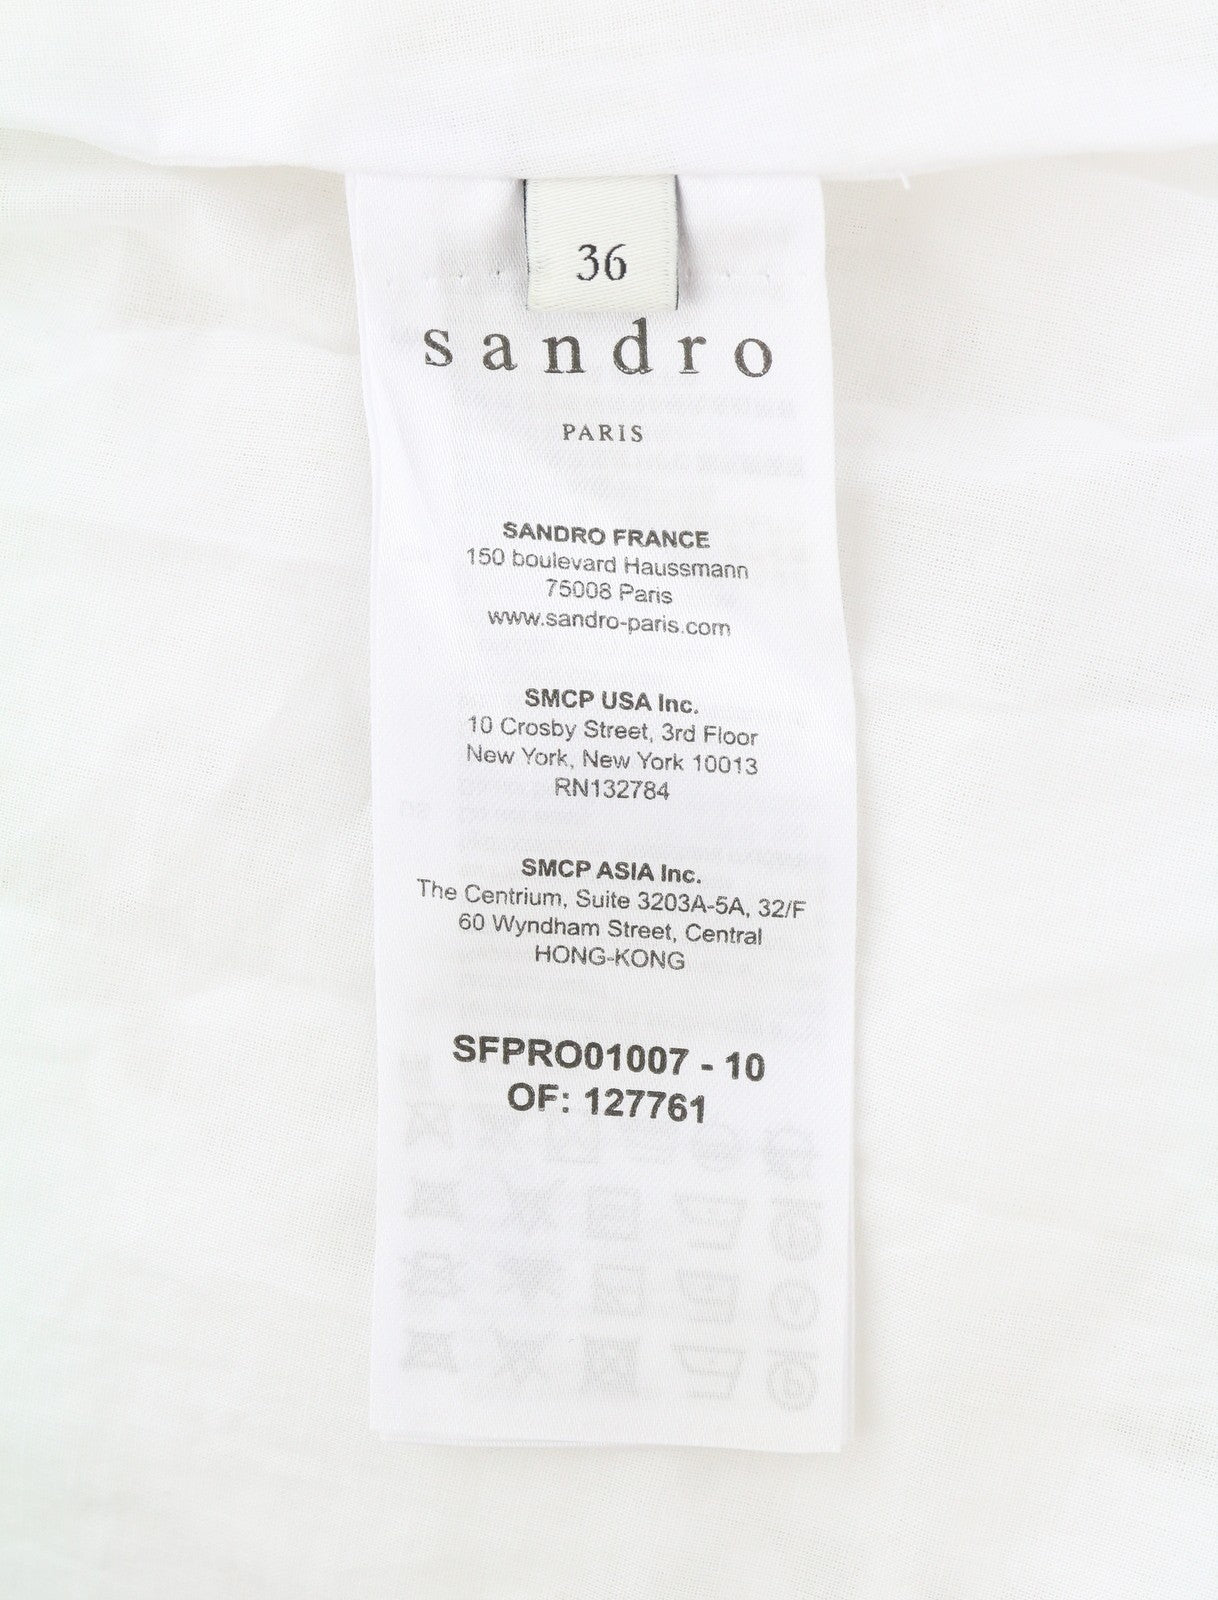 36
sandro
PARIS
SANDRO FRANCE
150 boulevard Haussmann
75008 Paris
www.sandro-paris.com
SMCP USA Inc.
10 Crosby Street, 3rd Floor
New York, New York 10013
RN132784
SMCP ASIA Inc.
The Centrium, Suite 3203A-5A, 32/F
60 Wyndham Street, Central
HONG-KONG
SFPRO01007 - 10
OF: 127761